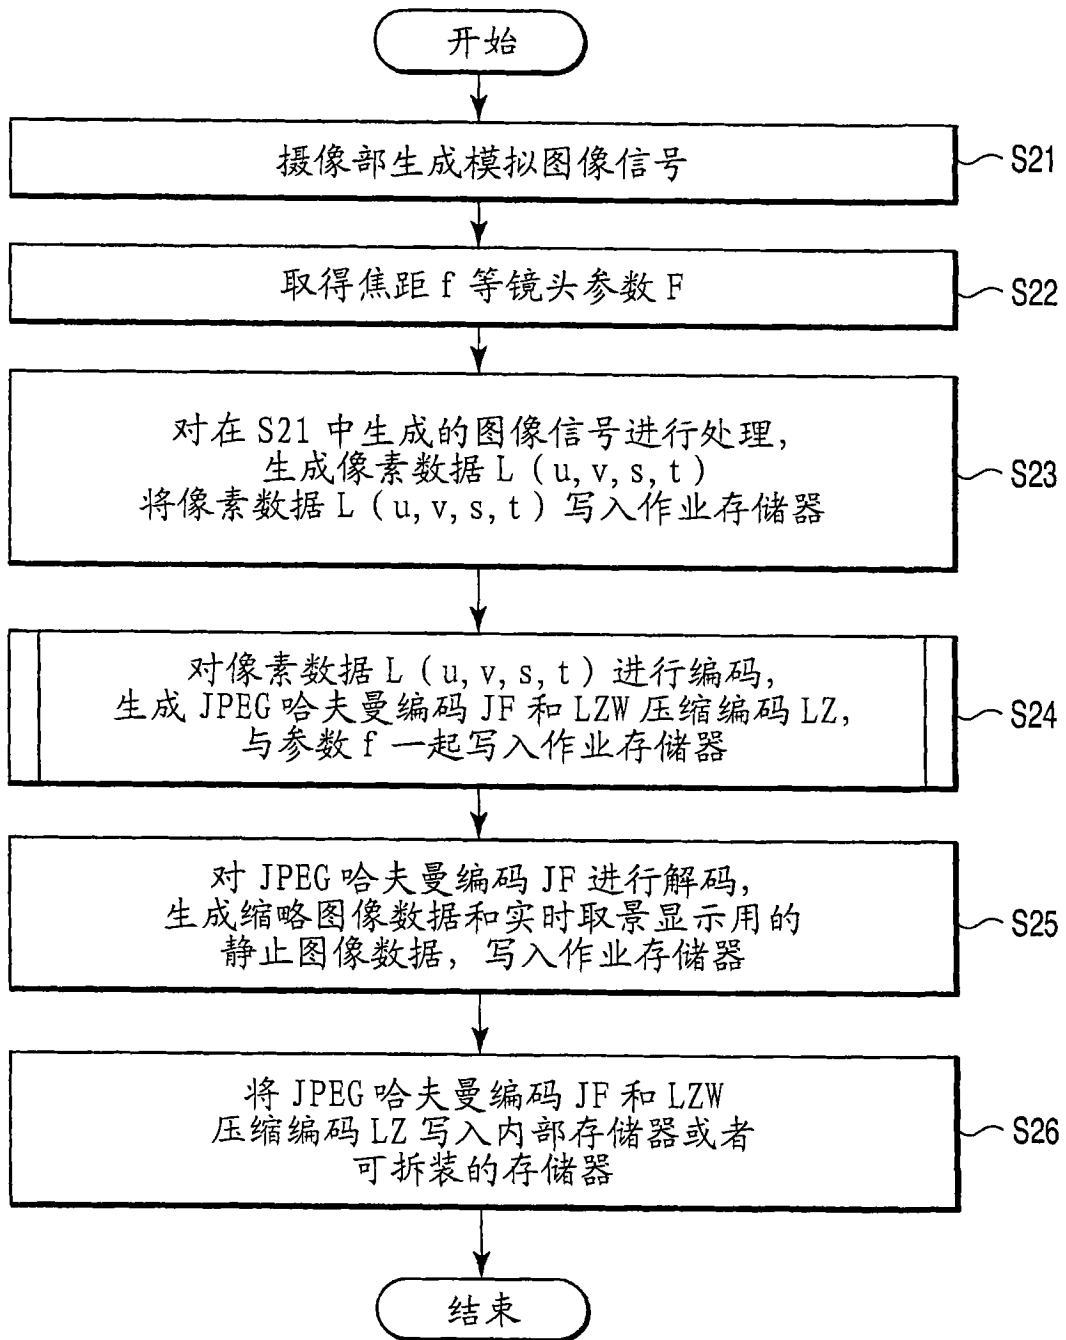 开始
摄像部生成模拟图像信号
S21
取得焦距 f 等镜头参数 F
S22
对在 S21 中生成的图像信号进行处理，
生成像素数据 L（u, v, s, t）
将像素数据 L（u, v, s, t）写入作业存储器
S23
对像素数据 L（u, v, s, t）进行编码，
生成 JPEG 哈夫曼编码 JF 和 LZW 压缩编码 LZ，
与参数 f 一起写入作业存储器
S24
对 JPEG 哈夫曼编码 JF 进行解码，
生成缩略图像数据和实时取景显示用的
静止图像数据，写入作业存储器
S25
将 JPEG 哈夫曼编码 JF 和 LZW
压缩编码 LZ 写入内部存储器或者
可拆装的存储器
S26
结束